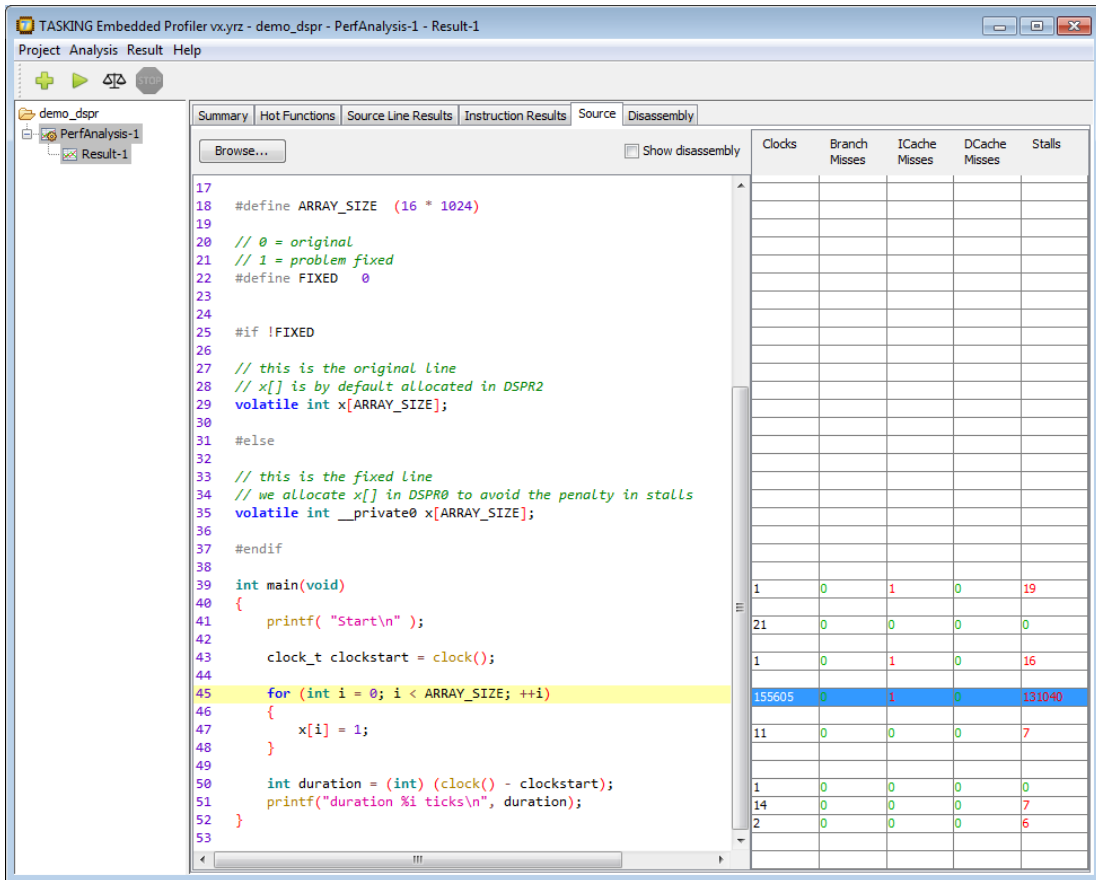 TASKING Embedded Profiler vx.yrz - demo_dspr - PerfAnalysis-1 - Result-1
Project Analysis Result Help
STOP
demo_dspr
PerfAnalysis-1
Result-1
Summary Hot Functions Source Line Results Instruction Results Source Disassembly
Browse... Show disassembly
Clocks Branch Misses ICache Misses DCache Misses Stalls
17
18 #define ARRAY_SIZE (16 * 1024)
19
20 // 0 = original
21 // 1 = problem fixed
22 #define FIXED 0
23
24
25 #if !FIXED
26
27 // this is the original line
28 // x[] is by default allocated in DSPR2
29 volatile int x[ARRAY_SIZE];
30
31 #else
32
33 // this is the fixed line
34 // we allocate x[] in DSPR0 to avoid the penalty in stalls
35 volatile int __private0 x[ARRAY_SIZE];
36
37 #endif
38
39 int main(void) 1 0 1 0 19
40 {
41 printf( "Start\n" ); 21 0 0 0 0
42
43 clock_t clockstart = clock(); 1 0 1 0 16
44
45 for (int i = 0; i < ARRAY_SIZE; ++i) 155605 0 1 0 131040
46 {
47 x[i] = 1; 11 0 0 0 7
48 }
49
50 int duration = (int) (clock() - clockstart); 1 0 0 0 0
51 printf("duration %i ticks\n", duration); 14 0 0 0 7
52 } 2 0 0 0 6
53